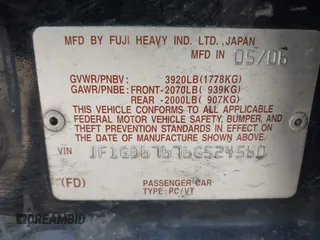 MFD BY FUJI HEAVY IND. LTD., JAPAN
MFD IN 05/06
GVWR/PNBV: 3920LB(1778KG)
GAWR/PNBE: FRONT-2070LB( 939KG)
REAR -2000LB( 907KG)
THIS VEHICLE CONFORMS TO ALL APPLICABLE
FEDERAL MOTOR VEHICLE SAFETY, BUMPER,
AND THEFT PREVENTION STANDARDS IN EFFECT
ON THE DATE OF MANUFACTURE SHOWN ABOVE.
VIN
(FD)
PASSENGER CAR
TYPE:PC/VT
DREAMBID